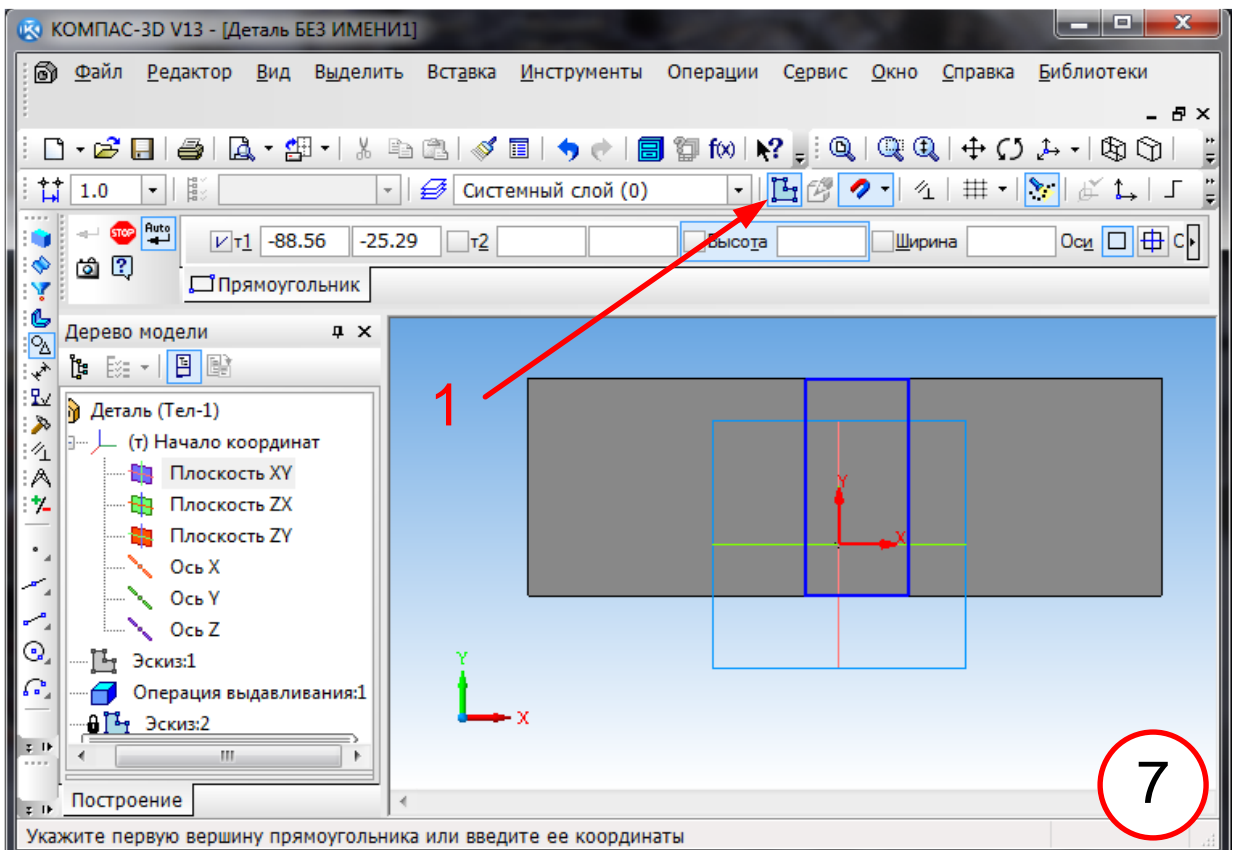 КОМПАС-3D V13 - [Деталь БЕЗ ИМЕНИ1]
Файл Редактор Вид Выделить Вставка Инструменты Операции Сервис Окно Справка Библиотеки
f(x)
1.0 Системный слой (0)
STOP Auto т1 -88.56 -25.29 т2 Высота Ширина Оси С
Прямоугольник
Дерево модели
Деталь (Тел-1)
(т) Начало координат
Плоскость XY
Плоскость ZX
Плоскость ZY
Ось X
Ось Y
Ось Z
Эскиз:1
Операция выдавливания:1
Эскиз:2
Построение
1
Y
X
Y
X
7
Укажите первую вершину прямоугольника или введите ее координаты